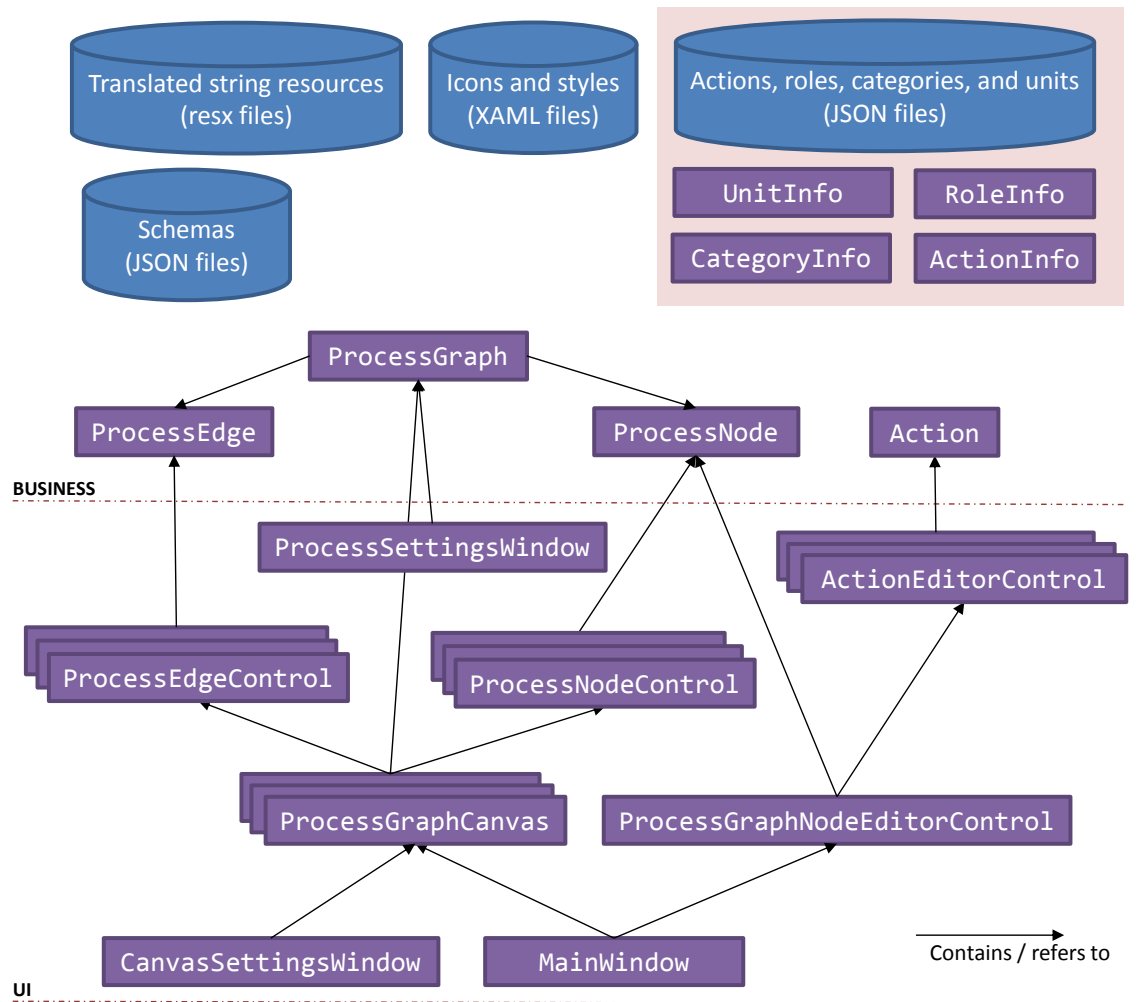 Translated string resources
(resx files)
Icons and styles
(XAML files)
Actions, roles, categories, and units
(JSON files)
Schemas
(JSON files)
UnitInfo
RoleInfo
CategoryInfo
ActionInfo
ProcessGraph
ProcessEdge
ProcessNode
Action
BUSINESS
ProcessSettingsWindow
ActionEditorControl
ProcessEdgeControl
ProcessNodeControl
ProcessGraphCanvas
ProcessGraphNodeEditorControl
CanvasSettingsWindow
MainWindow
Contains / refers to
UI